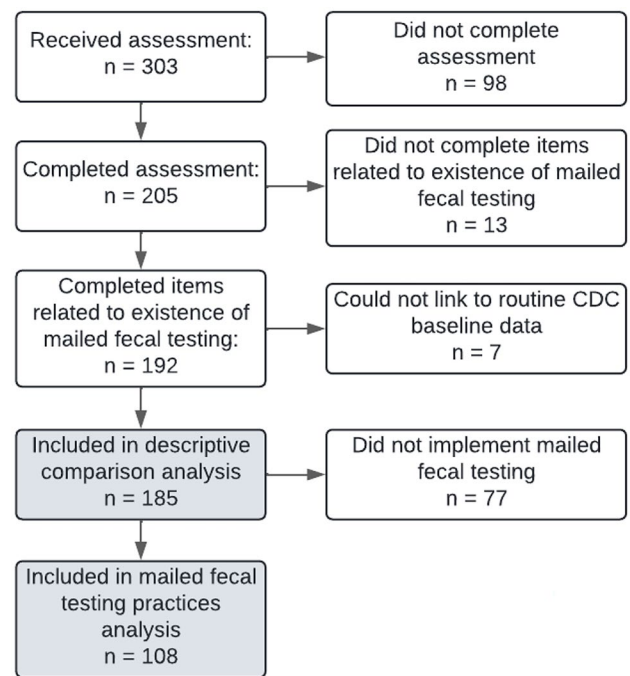 Received assessment:
n = 303
Did not complete
assessment
n = 98
Completed assessment:
n = 205
Did not complete items
related to existence of mailed
fecal testing
n = 13
Completed items
related to existence of
mailed fecal testing:
n = 192
Could not link to routine CDC
baseline data
n = 7
Included in descriptive
comparison analysis
n = 185
Did not implement mailed
fecal testing
n = 77
Included in mailed fecal
testing practices
analysis
n = 108